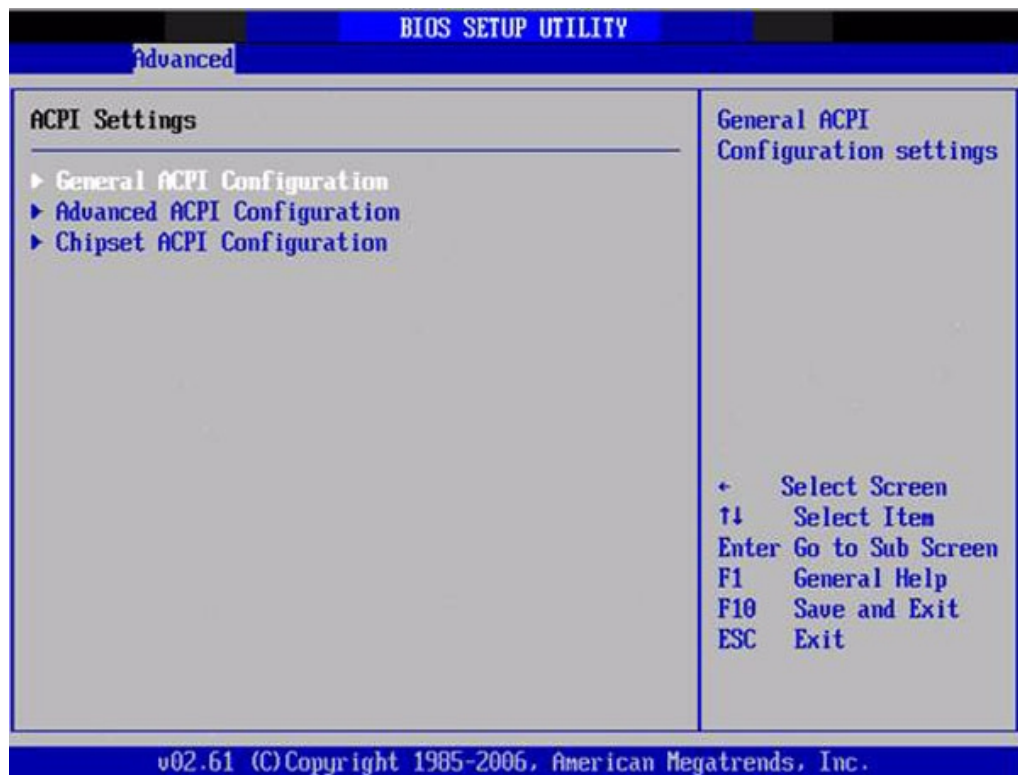 BIOS SETUP UTILITY
Advanced
ACPI Settings
▶ General ACPI Configuration
▶ Advanced ACPI Configuration
▶ Chipset ACPI Configuration
General ACPI
Configuration settings
← Select Screen
↑↓ Select Item
Enter Go to Sub Screen
F1 General Help
F10 Save and Exit
ESC Exit
v02.61 (C)Copyright 1985-2006, American Megatrends, Inc.